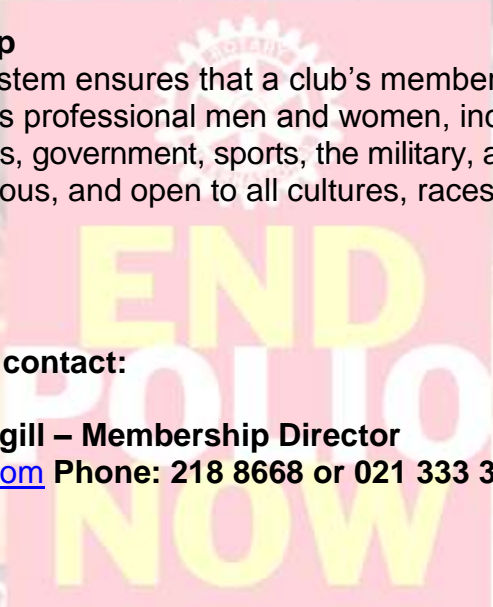 p
stem ensures that a club’s member
s professional men and women, inc
s, government, sports, the military, a
ous, and open to all cultures, races
contact:
gill – Membership Director
om Phone: 218 8668 or 021 333 3
ROTARY
END
POLIO
NOW